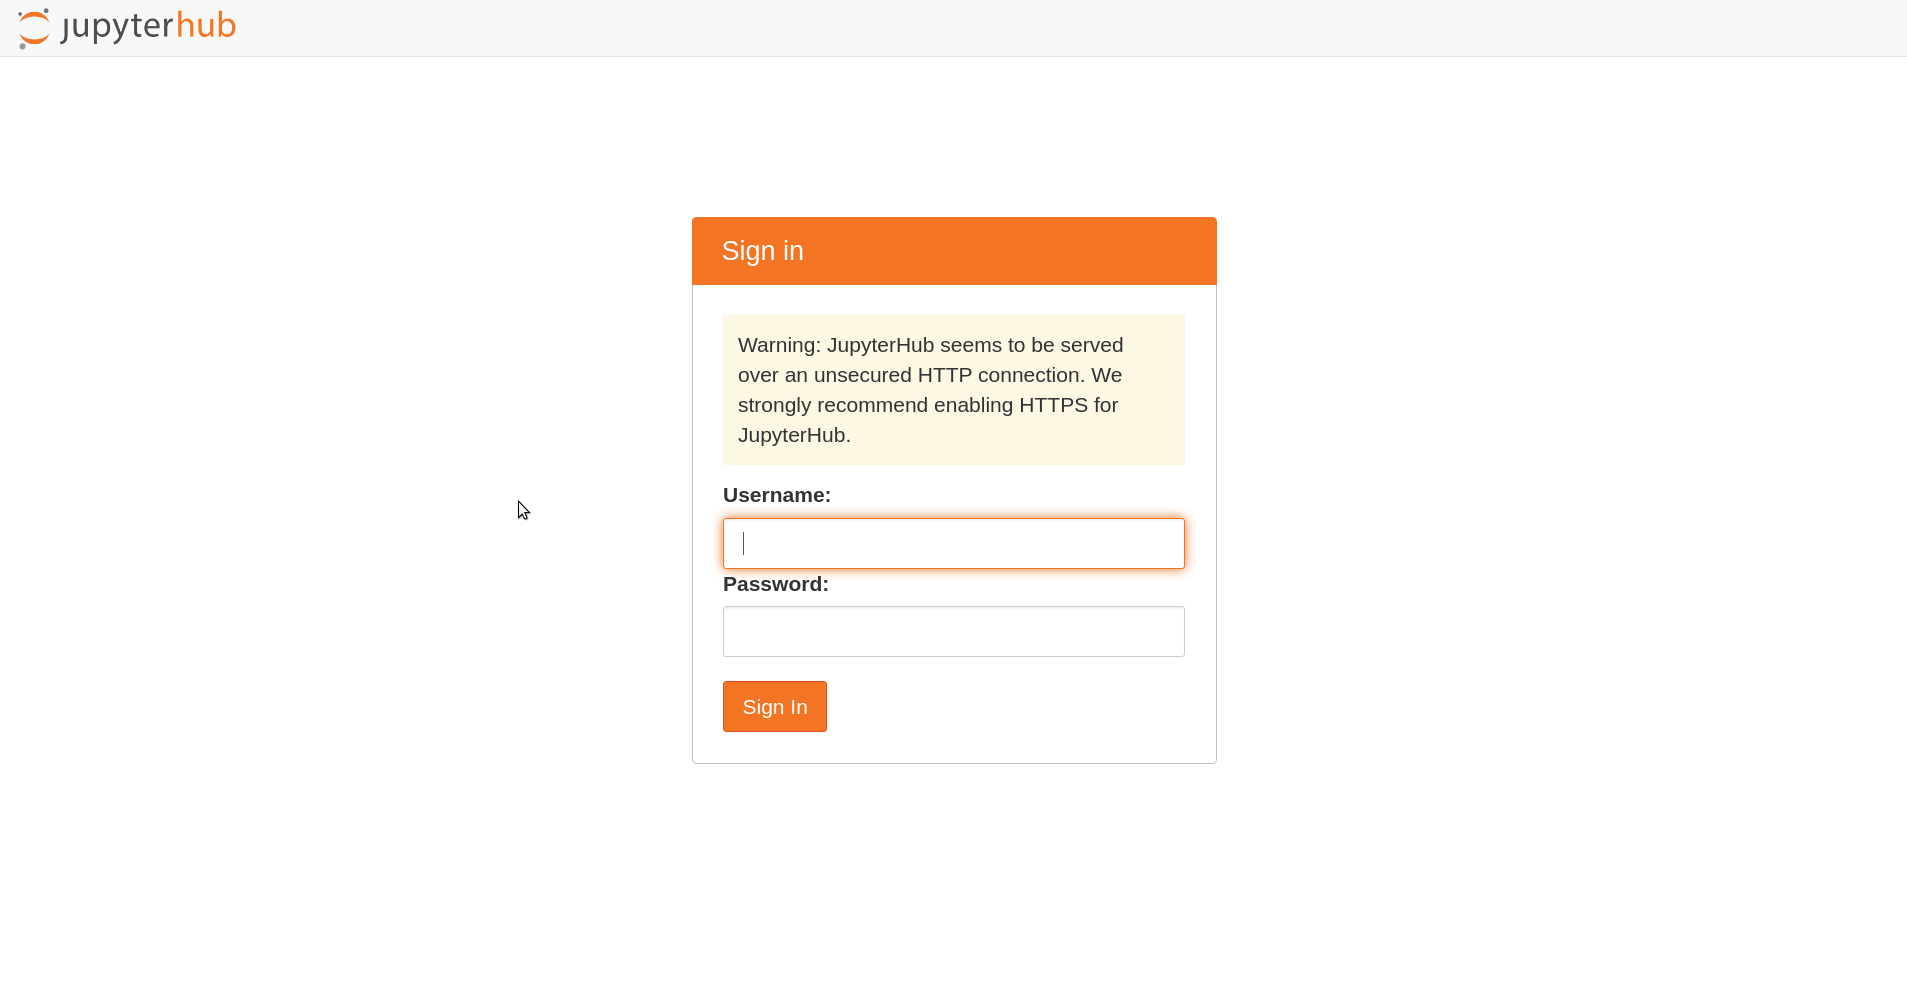 jupyterhub
Sign in
Warning: JupyterHub seems to be served
over an unsecured HTTP connection. We
strongly recommend enabling HTTPS for
JupyterHub.
Username:
Password:
Sign In